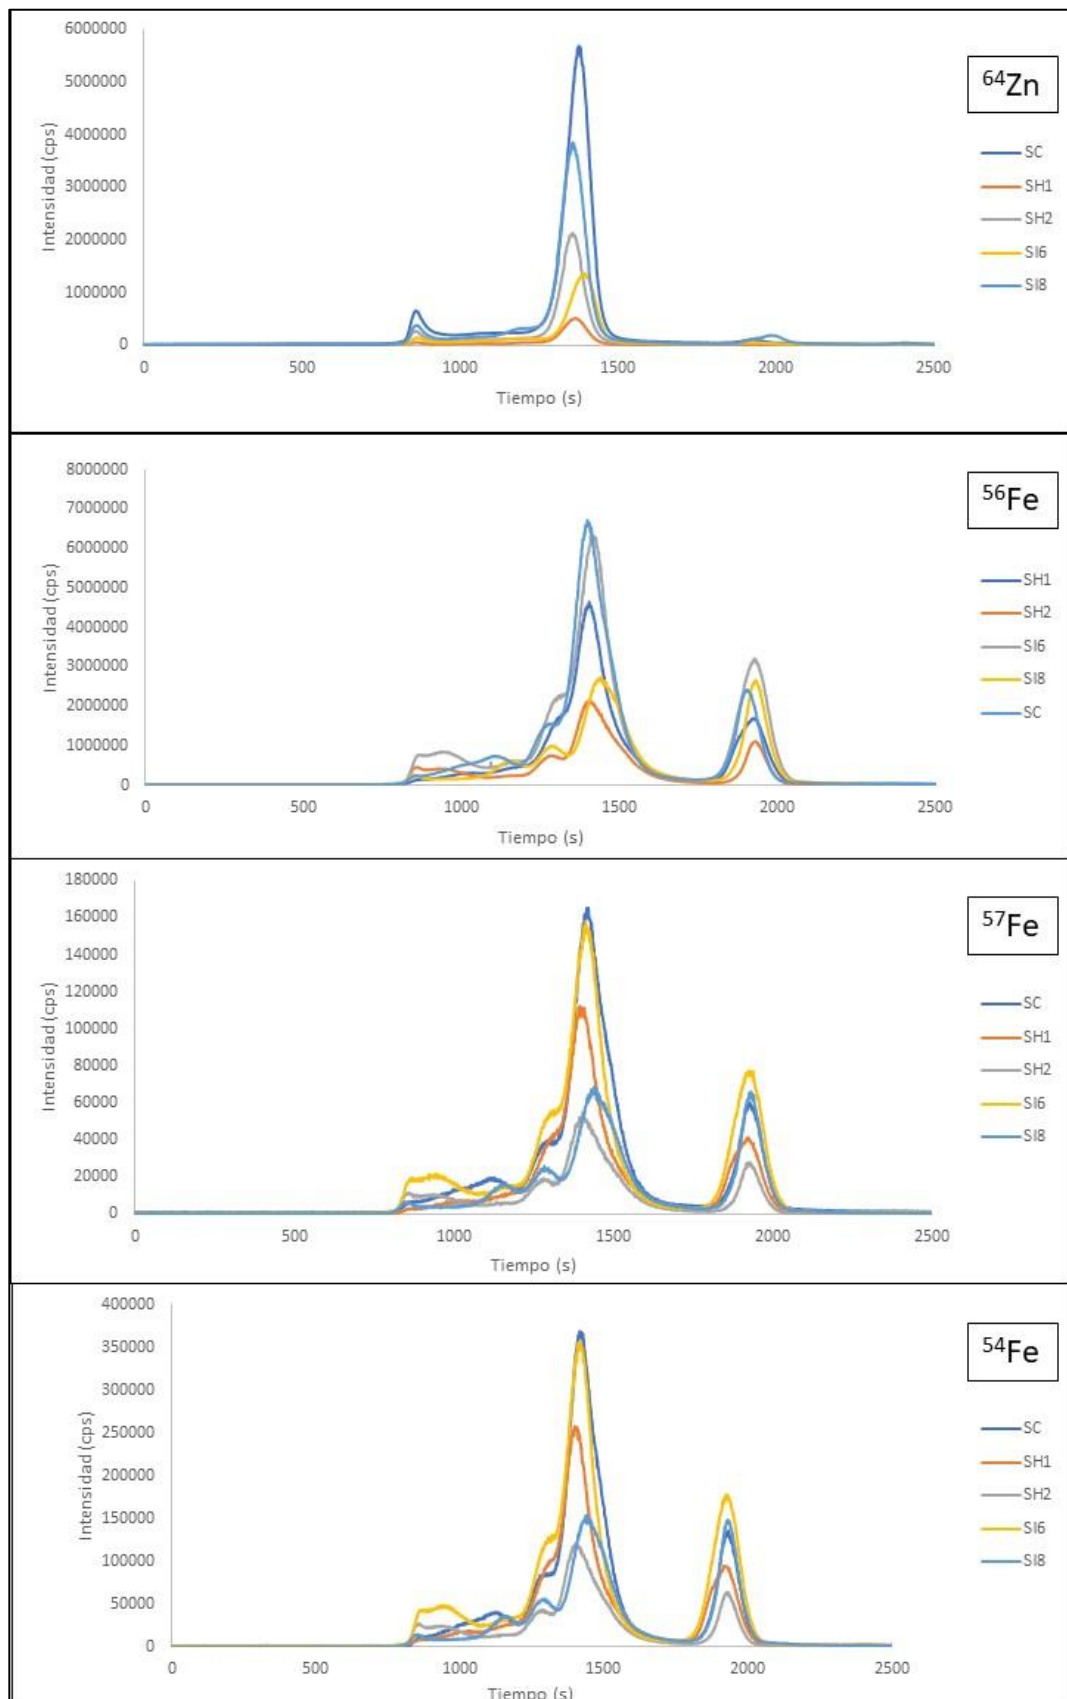 6000000
5000000
4000000
3000000
2000000
1000000
0
Intensidad (cps)
0 500 1000 1500 2000 2500
Tiempo (s)
⁶⁴Zn
SC
SH1
SH2
SI6
SI8
8000000
7000000
6000000
5000000
4000000
3000000
2000000
1000000
0
Intensidad (cps)
0 500 1000 1500 2000 2500
Tiempo (s)
⁵⁶Fe
SH1
SH2
SI6
SI8
SC
180000
160000
140000
120000
100000
80000
60000
40000
20000
0
Intensidad (cps)
0 500 1000 1500 2000 2500
Tiempo (s)
⁵⁷Fe
SC
SH1
SH2
SI6
SI8
400000
350000
300000
250000
200000
150000
100000
50000
0
Intensidad (cps)
0 500 1000 1500 2000 2500
Tiempo (s)
⁵⁴Fe
SC
SH1
SH2
SI6
SI8